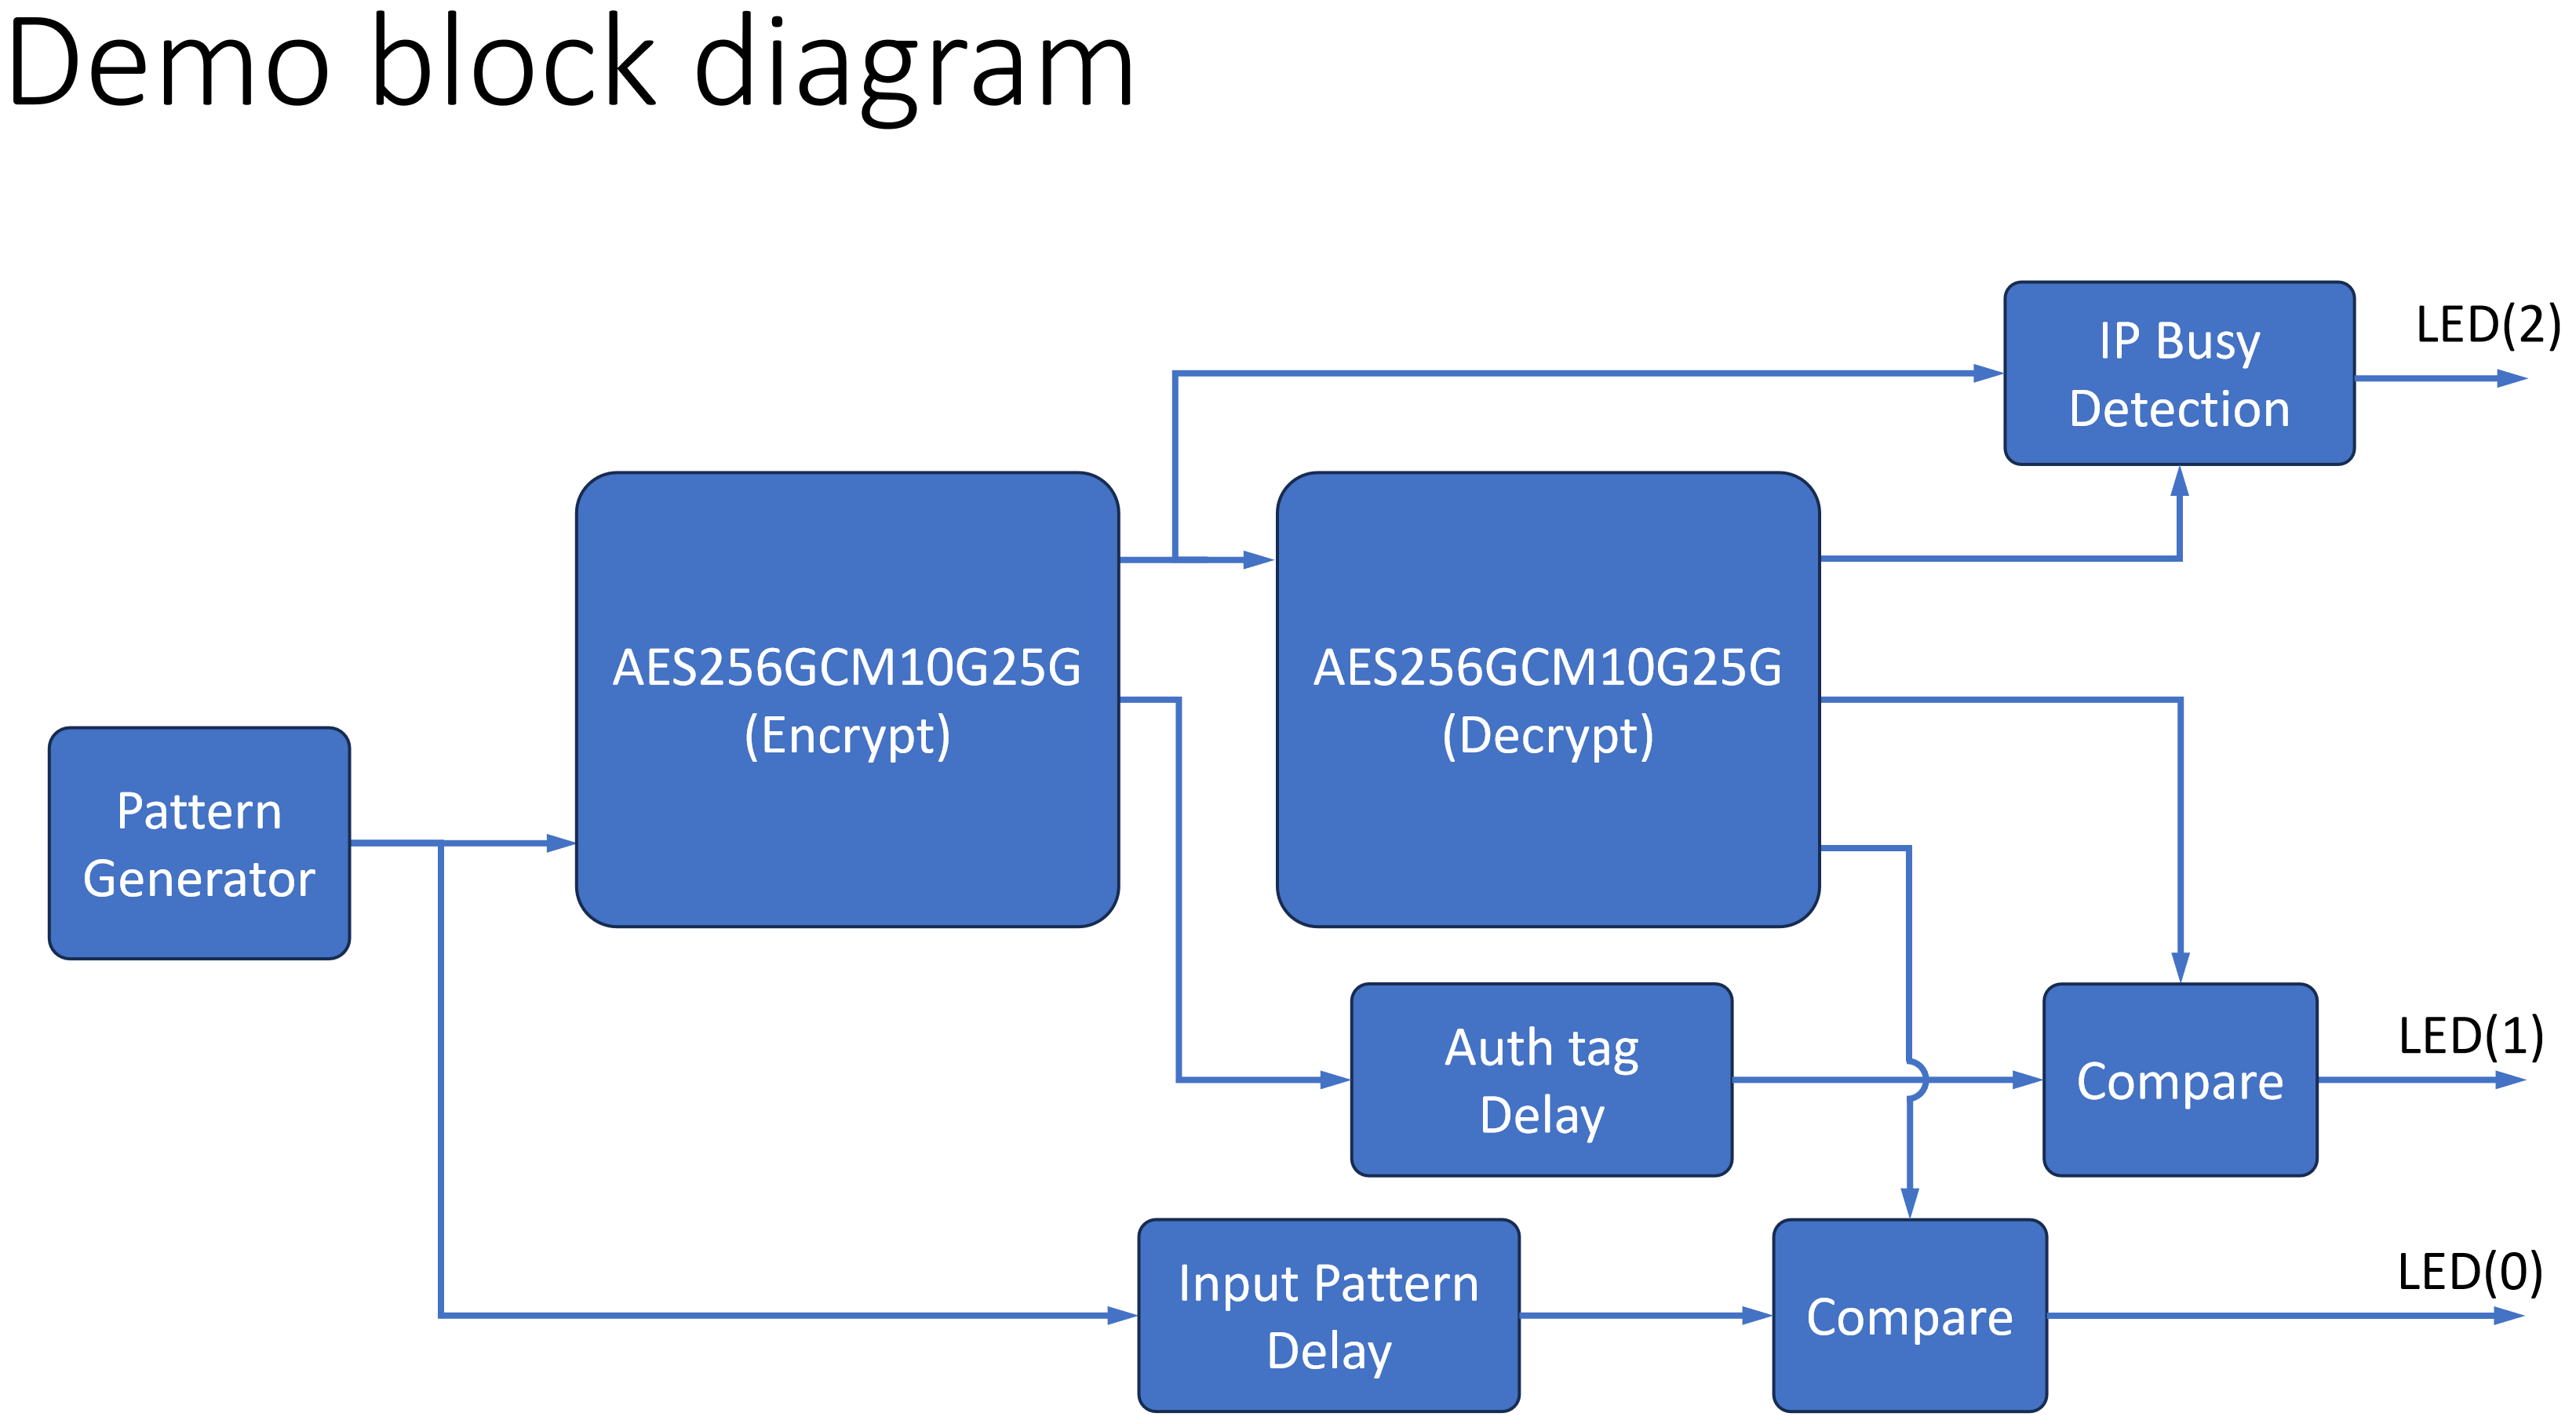 Demo block diagram
IP Busy
Detection
LED(2)
AES256GCM10G25G
(Encrypt)
AES256GCM10G25G
(Decrypt)
Pattern
Generator
Auth tag
Delay
Compare
LED(1)
Input Pattern
Delay
Compare
LED(0)